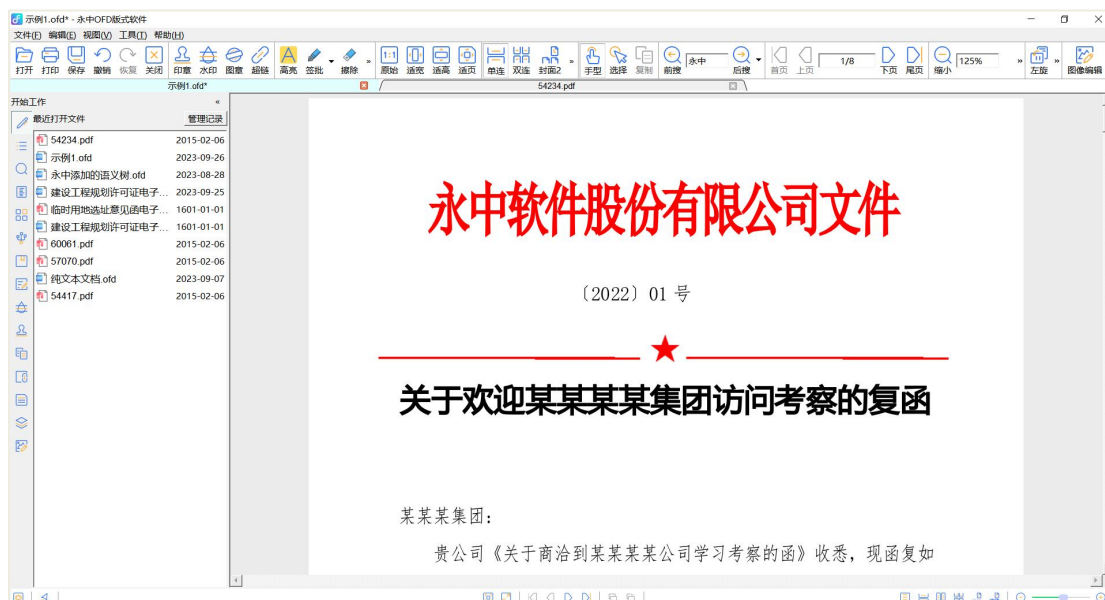 示例1.ofd* - 永中OFD版式软件
文件(F) 编辑(E) 视图(V) 工具(T) 帮助(H)
打开 打印 保存 撤销 恢复 关闭 印章 水印 图章 超链 高亮 签批 擦除 » 1:1 原始 适宽 适高 适页 单连 双连 封面2 » 手型 选择 复制 前搜 永中 后搜 首页 上页 1/8 下页 尾页 缩小 125% » 左旋 » 图像编辑
示例1.ofd* 54234.pdf
开始工作 «
最近打开文件 管理记录
54234.pdf 2015-02-06
示例1.ofd 2023-09-26
永中添加的语义树.ofd 2023-08-28
建设工程规划许可证电子... 2023-09-25
临时用地选址意见函电子... 1601-01-01
建设工程规划许可证电子... 1601-01-01
60061.pdf 2015-02-06
57070.pdf 2015-02-06
纯文本文档.ofd 2023-09-07
54417.pdf 2015-02-06
永中软件股份有限公司文件
〔2022〕01 号
关于欢迎某某某某集团访问考察的复函
某某某集团：
贵公司《关于商洽到某某某某公司学习考察的函》收悉，现函复如